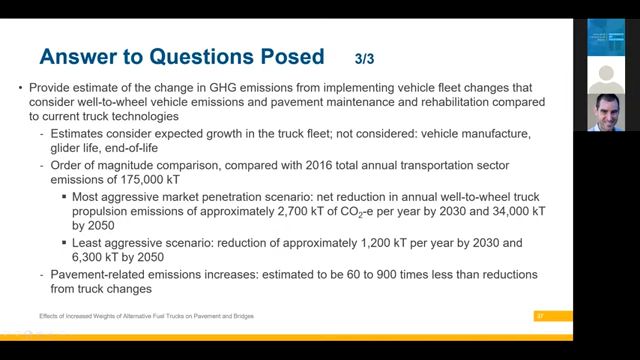 Answer to Questions Posed 3/3
• Provide estimate of the change in GHG emissions from implementing vehicle fleet changes that
consider well-to-wheel vehicle emissions and pavement maintenance and rehabilitation compared
to current truck technologies
- Estimates consider expected growth in the truck fleet; not considered: vehicle manufacture,
glider life, end-of-life
- Order of magnitude comparison, compared with 2016 total annual transportation sector
emissions of 175,000 kT
▪ Most aggressive market penetration scenario: net reduction in annual well-to-wheel truck
propulsion emissions of approximately 2,700 kT of CO₂-e per year by 2030 and 34,000 kT
by 2050
▪ Least aggressive scenario: reduction of approximately 1,200 kT per year by 2030 and
6,300 kT by 2050
- Pavement-related emissions increases: estimated to be 60 to 900 times less than reductions
from truck changes
Effects of Increased Weights of Alternative Fuel Trucks on Pavement and Bridges
37